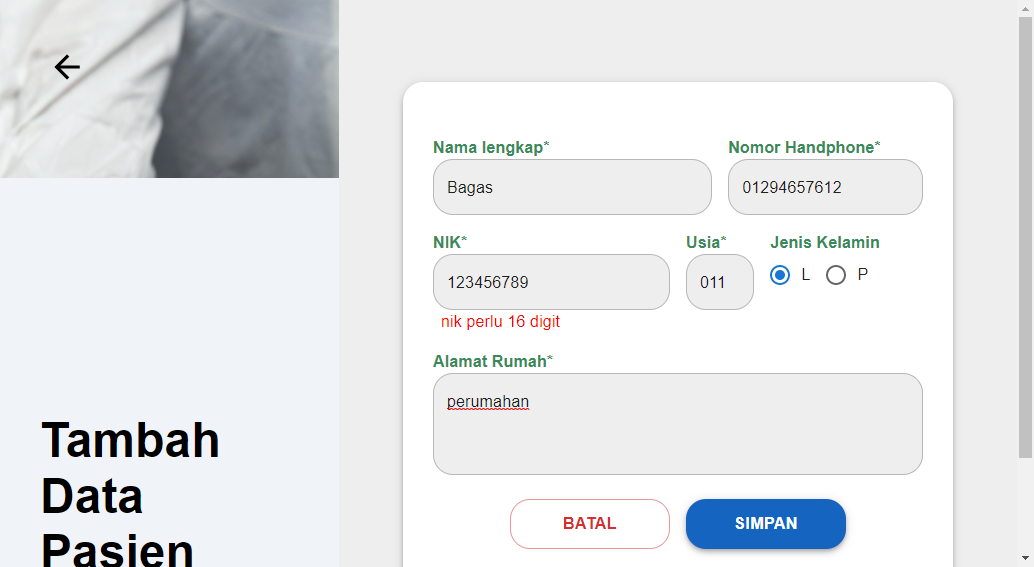 Tambah
Data
Pasien
Nama lengkap* Nomor Handphone*
Bagas 01294657612
NIK* Usia* Jenis Kelamin
123456789 011 L P
nik perlu 16 digit
Alamat Rumah*
perumahan
BATAL SIMPAN